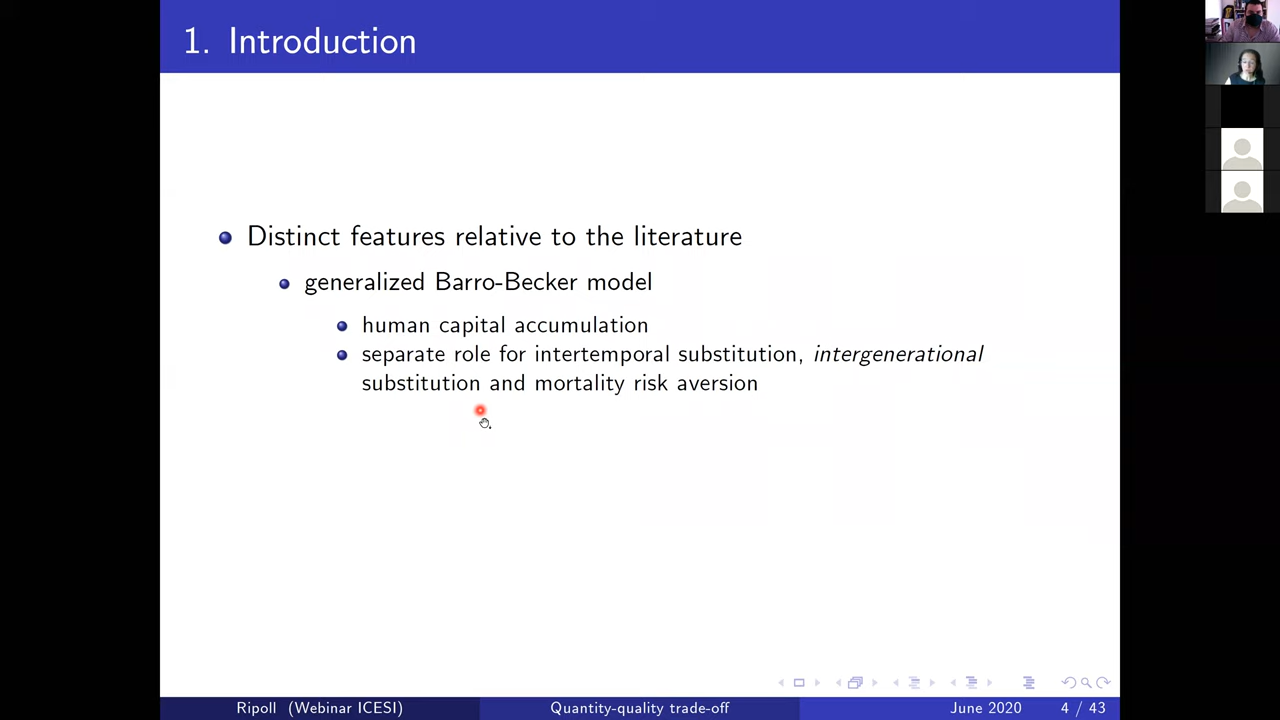 1. Introduction
Distinct features relative to the literature
generalized Barro-Becker model
human capital accumulation
separate role for intertemporal substitution, intergenerational
substitution and mortality risk aversion
Ripoll (Webinar ICESI)
Quantity-quality trade-off
June 2020
4 / 43